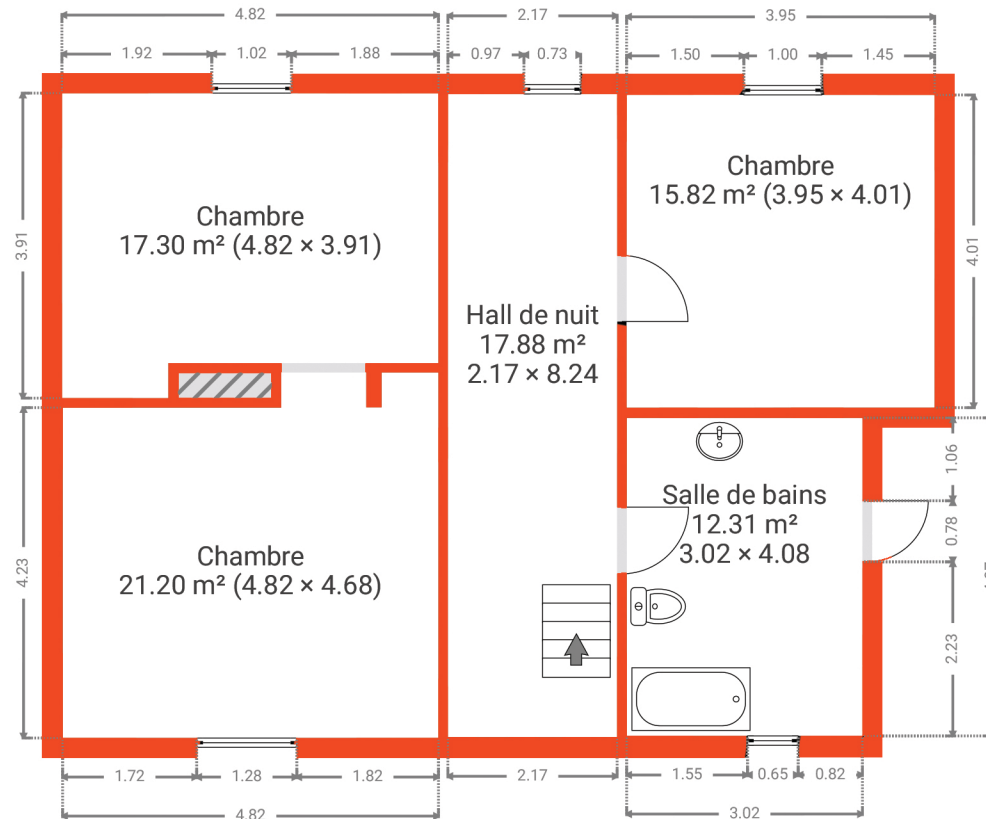 4.82
2.17
3.95
1.92
1.02
1.88
0.97
0.73
1.50
1.00
1.45
3.91
4.01
Chambre
17.30 m² (4.82 × 3.91)
Chambre
15.82 m² (3.95 × 4.01)
Hall de nuit
17.88 m²
2.17 × 8.24
4.23
Chambre
21.20 m² (4.82 × 4.68)
Salle de bains
12.31 m²
3.02 × 4.08
1.06
0.78
2.23
1.72
1.28
1.82
2.17
1.55
0.65
0.82
4.82
3.02